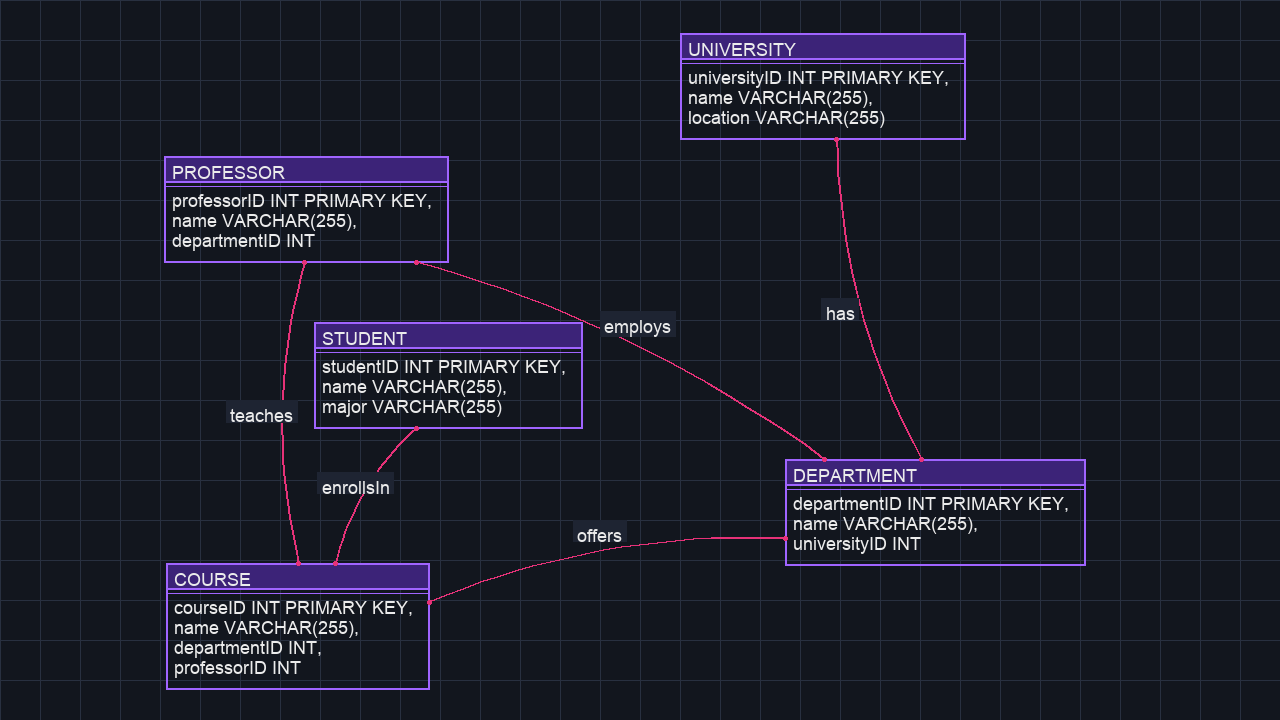 UNIVERSITY
universityID INT PRIMARY KEY,
name VARCHAR(255),
location VARCHAR(255)
PROFESSOR
professorID INT PRIMARY KEY,
name VARCHAR(255),
departmentID INT
has
employs
STUDENT
studentID INT PRIMARY KEY,
name VARCHAR(255),
major VARCHAR(255)
teaches
enrollsIn
DEPARTMENT
departmentID INT PRIMARY KEY,
name VARCHAR(255),
universityID INT
offers
COURSE
courseID INT PRIMARY KEY,
name VARCHAR(255),
departmentID INT,
professorID INT